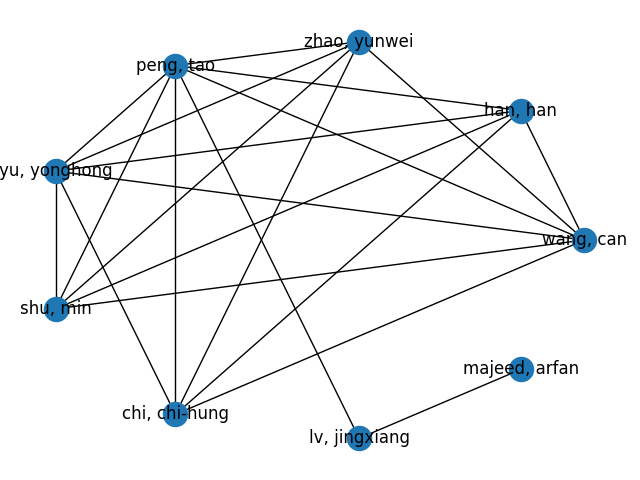 zhao, yunwei
peng, tao
han, han
yu, yonghong
wang, can
shu, min
majeed, arfan
chi, chi-hung
lv, jingxiang